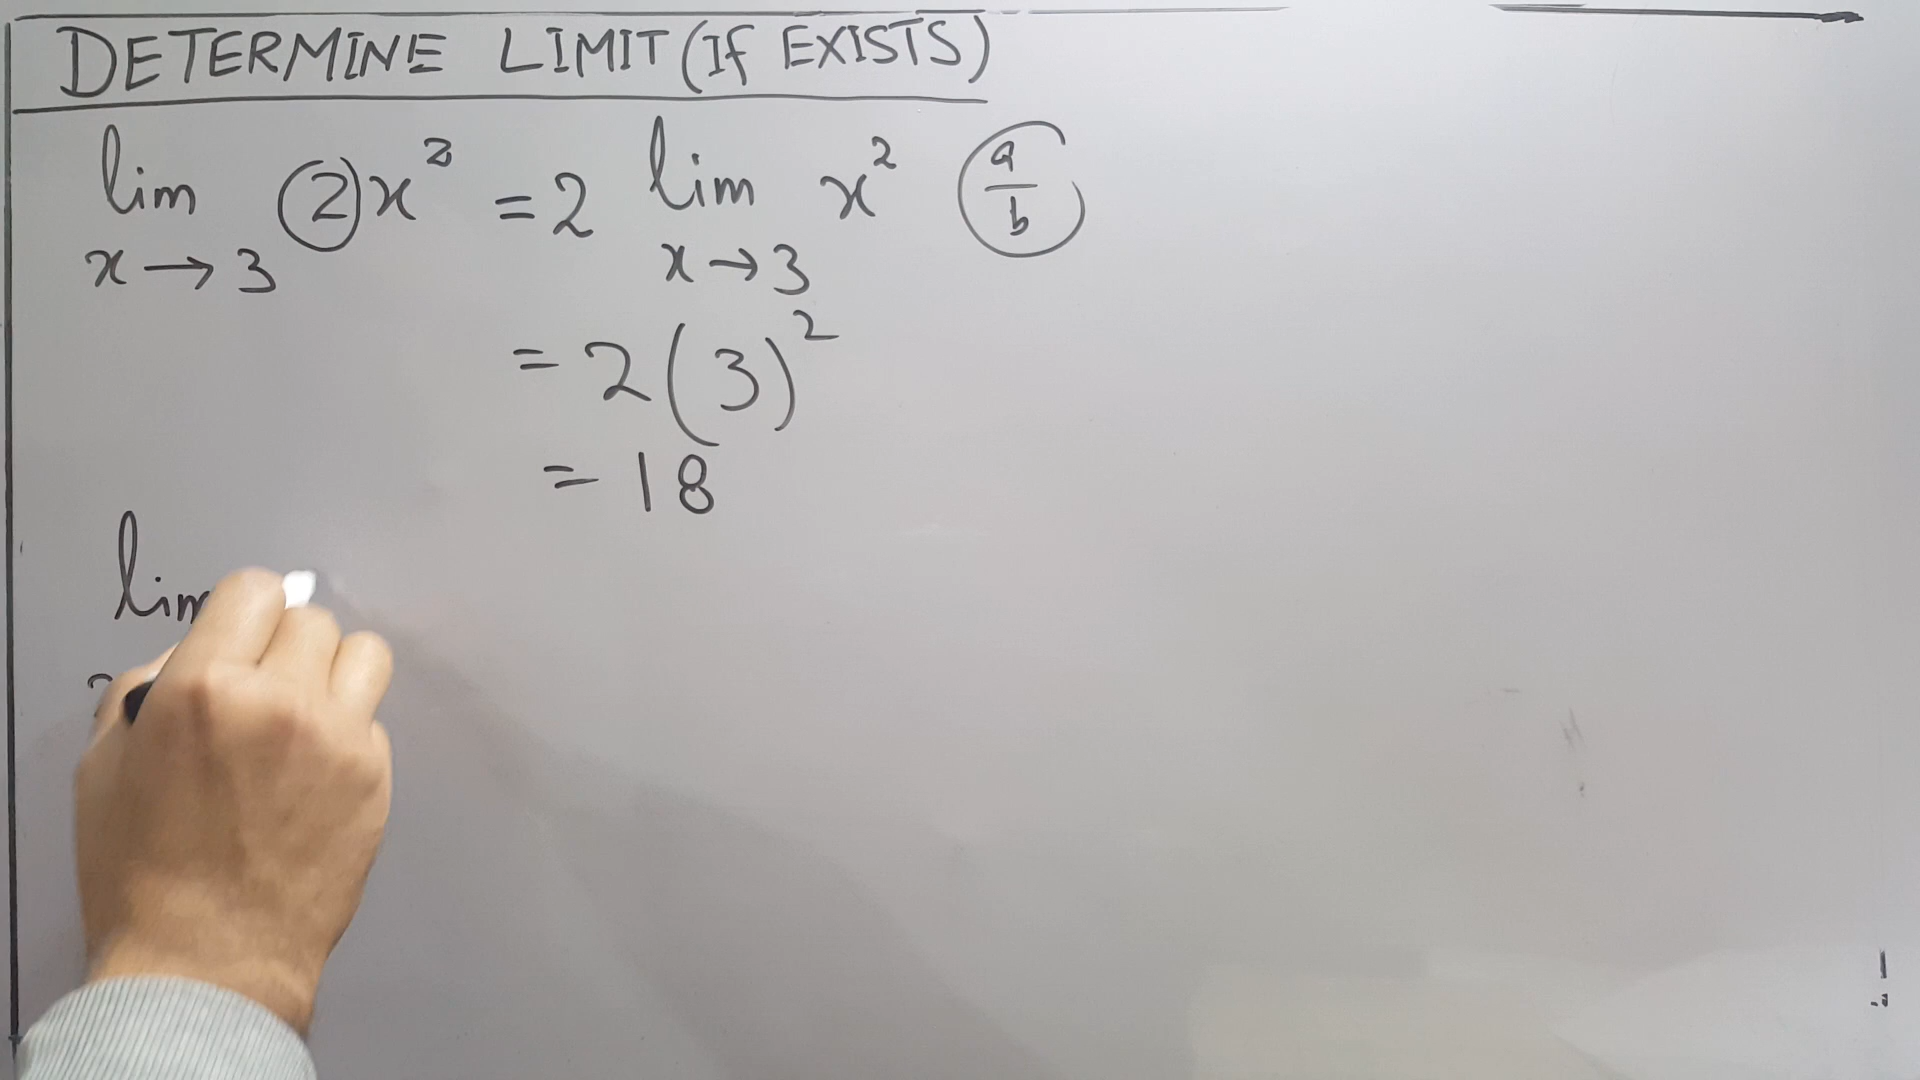 DETERMINE LIMIT (IF EXISTS)
lim 2x² = 2 lim x² a/b
x → 3 x → 3
= 2(3)²
= 18
lim